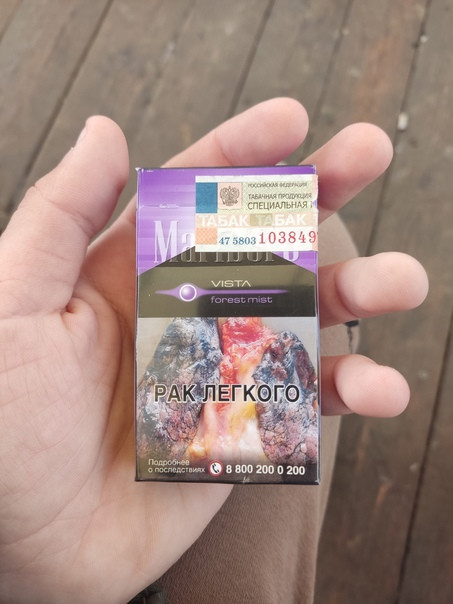 РОССИЙСКАЯ ФЕДЕРАЦИЯ
ТАБАЧНАЯ ПРОДУКЦИЯ
СПЕЦИАЛЬНАЯ
ТАБАК ТАБАК
47 5803 103849
Marlboro
VISTA
forest mist
РАК ЛЕГКОГО
Подробнее
о последствиях 8 800 200 0 200